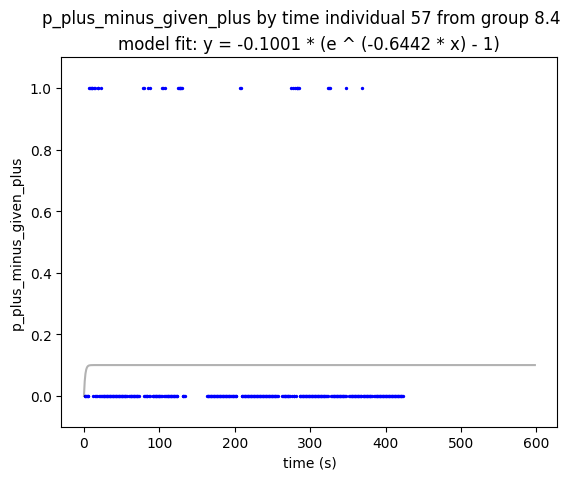 p_plus_minus_given_plus by time individual 57 from group 8.4
model fit: y = -0.1001 * (e ^ (-0.6442 * x) - 1)
1.0
0.8
0.6
0.4
0.2
0.0
p_plus_minus_given_plus
0 100 200 300 400 500 600
time (s)